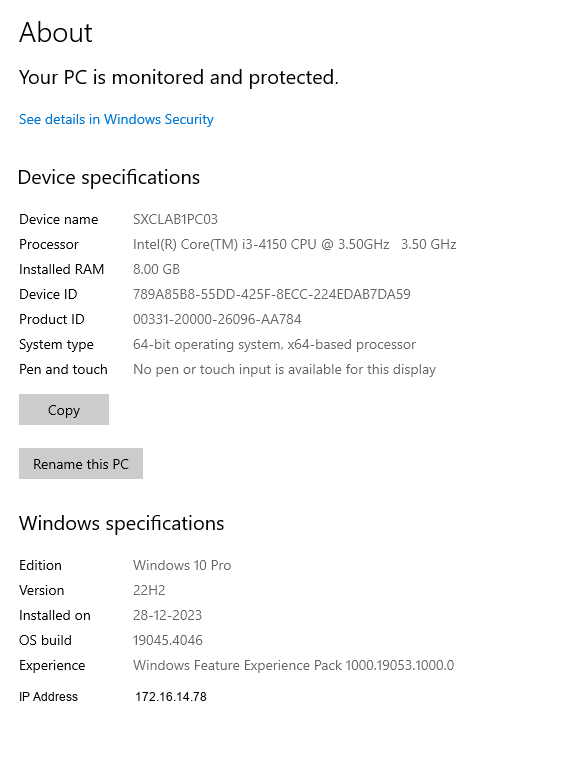 About
Your PC is monitored and protected.
See details in Windows Security
Device specifications
Device name SXCLAB1PC03
Processor Intel(R) Core(TM) i3-4150 CPU @ 3.50GHz 3.50 GHz
Installed RAM 8.00 GB
Device ID 789A85B8-55DD-425F-8ECC-224EDAB7DA59
Product ID 00331-20000-26096-AA784
System type 64-bit operating system, x64-based processor
Pen and touch No pen or touch input is available for this display
Copy
Rename this PC
Windows specifications
Edition Windows 10 Pro
Version 22H2
Installed on 28-12-2023
OS build 19045.4046
Experience Windows Feature Experience Pack 1000.19053.1000.0
IP Address 172.16.14.78